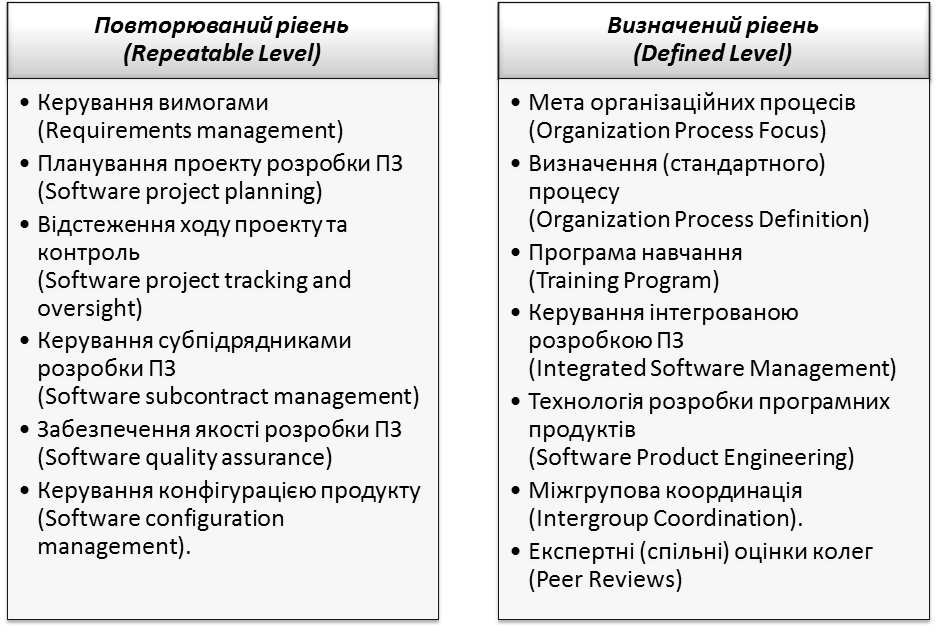 Повторюваний рівень
(Repeatable Level)
• Керування вимогами
(Requirements management)
• Планування проекту розробки ПЗ
(Software project planning)
• Відстеження ходу проекту та
контроль
(Software project tracking and
oversight)
• Керування субпідрядниками
розробки ПЗ
(Software subcontract management)
• Забезпечення якості розробки ПЗ
(Software quality assurance)
• Керування конфігурацією продукту
(Software configuration
management).
Визначений рівень
(Defined Level)
• Мета організаційних процесів
(Organization Process Focus)
• Визначення (стандартного)
процесу
(Organization Process Definition)
• Програма навчання
(Training Program)
• Керування інтегрованою
розробкою ПЗ
(Integrated Software Management)
• Технологія розробки програмних
продуктів
(Software Product Engineering)
• Міжгрупова координація
(Intergroup Coordination).
• Експертні (спільні) оцінки колег
(Peer Reviews)